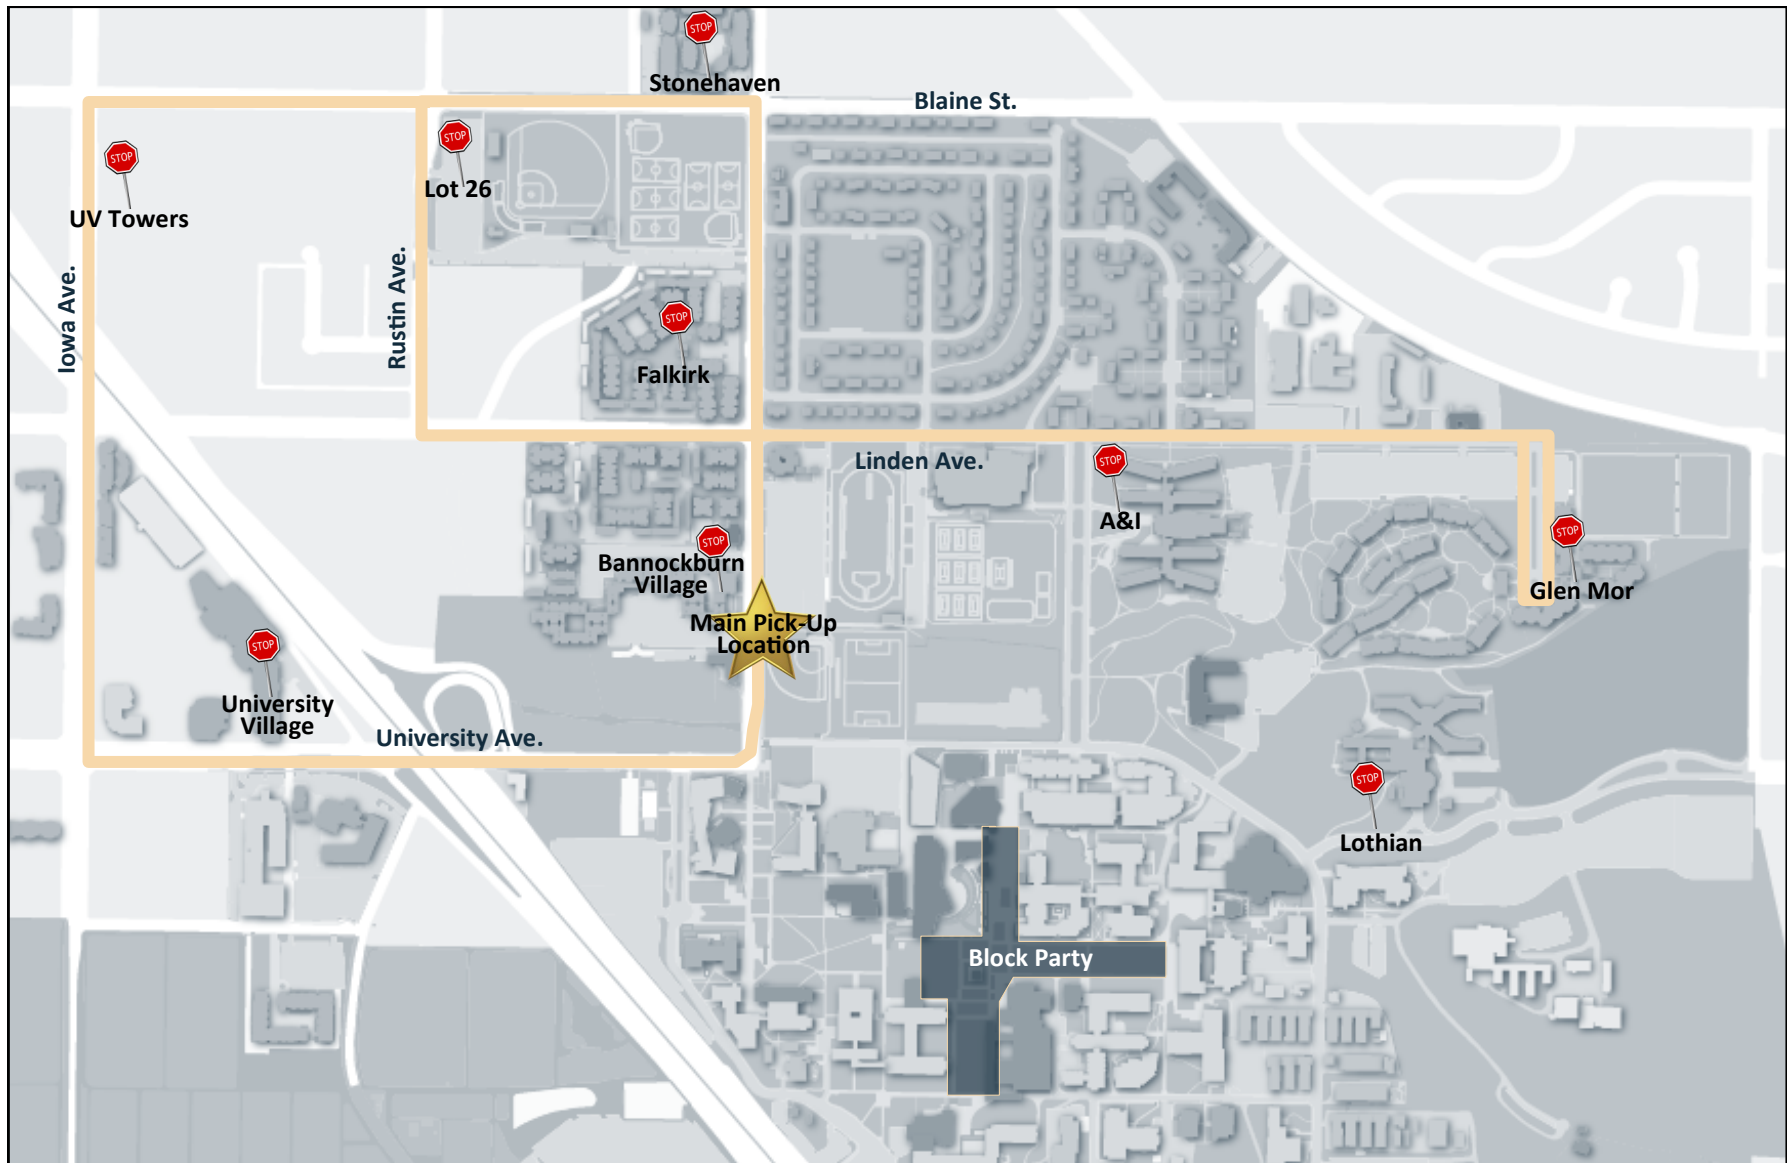 STOP
Stonehaven
Blaine St.
STOP
Lot 26
STOP
UV Towers
Iowa Ave.
Rustin Ave.
STOP
Falkirk
Linden Ave.
STOP
A&I
STOP
Glen Mor
STOP
Bannockburn
Village
Main Pick-Up
Location
STOP
University
Village
University Ave.
STOP
Lothian
Block Party